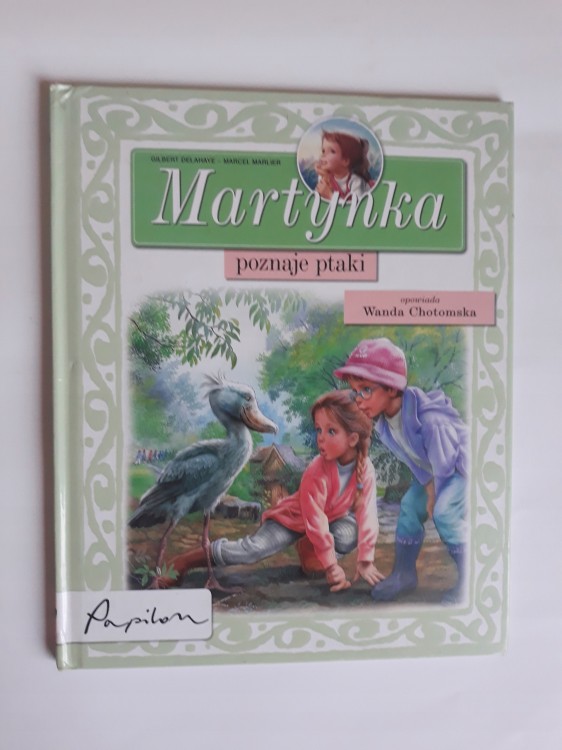 GILBERT DELAHAYE - MARCEL MARLIER
Martynka
poznaje ptaki
opowiada
Wanda Chotomska
Papilon